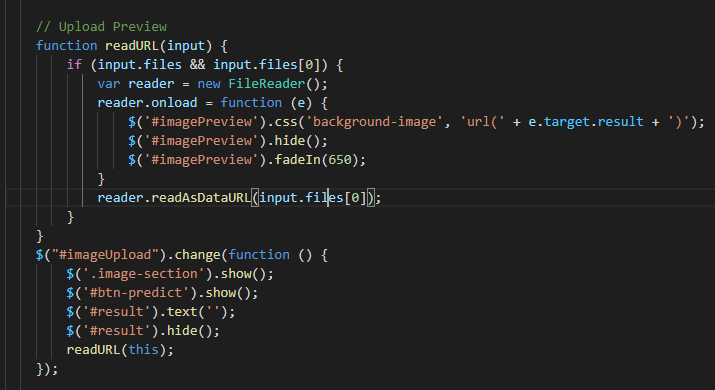 // Upload Preview
function readURL(input) {
    if (input.files && input.files[0]) {
        var reader = new FileReader();
        reader.onload = function (e) {
            $('#imagePreview').css('background-image', 'url(' + e.target.result + ')');
            $('#imagePreview').hide();
            $('#imagePreview').fadeIn(650);
        }
        reader.readAsDataURL(input.files[0]);
    }
}
$("#imageUpload").change(function () {
    $('.image-section').show();
    $('#btn-predict').show();
    $('#result').text('');
    $('#result').hide();
    readURL(this);
});